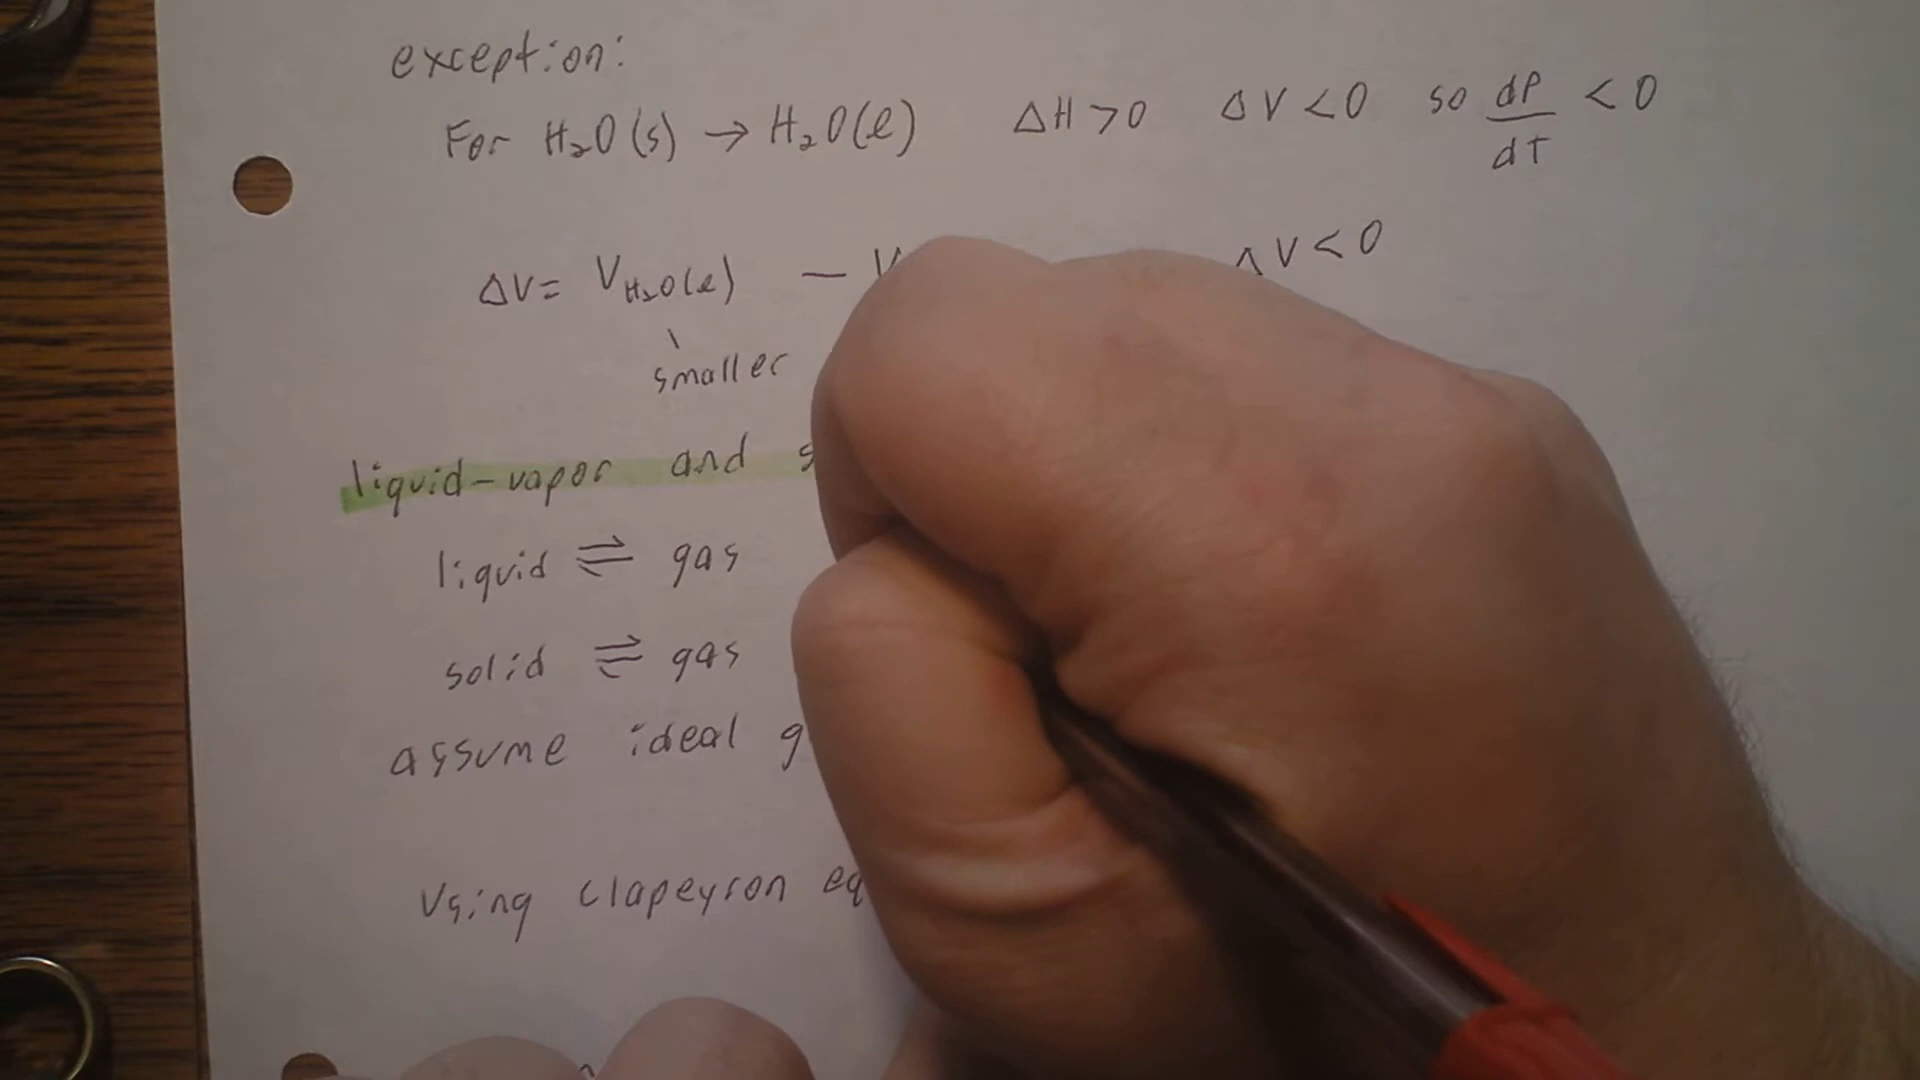 exception:
For H₂O(s) → H₂O(l) ΔH>0 ΔV<0 so dP/dT < 0
ΔV= V_H₂O(l) — V ΔV<0
smaller
liquid-vapor and
liquid ⇌ gas
solid ⇌ gas
assume ideal
Using clapeyron